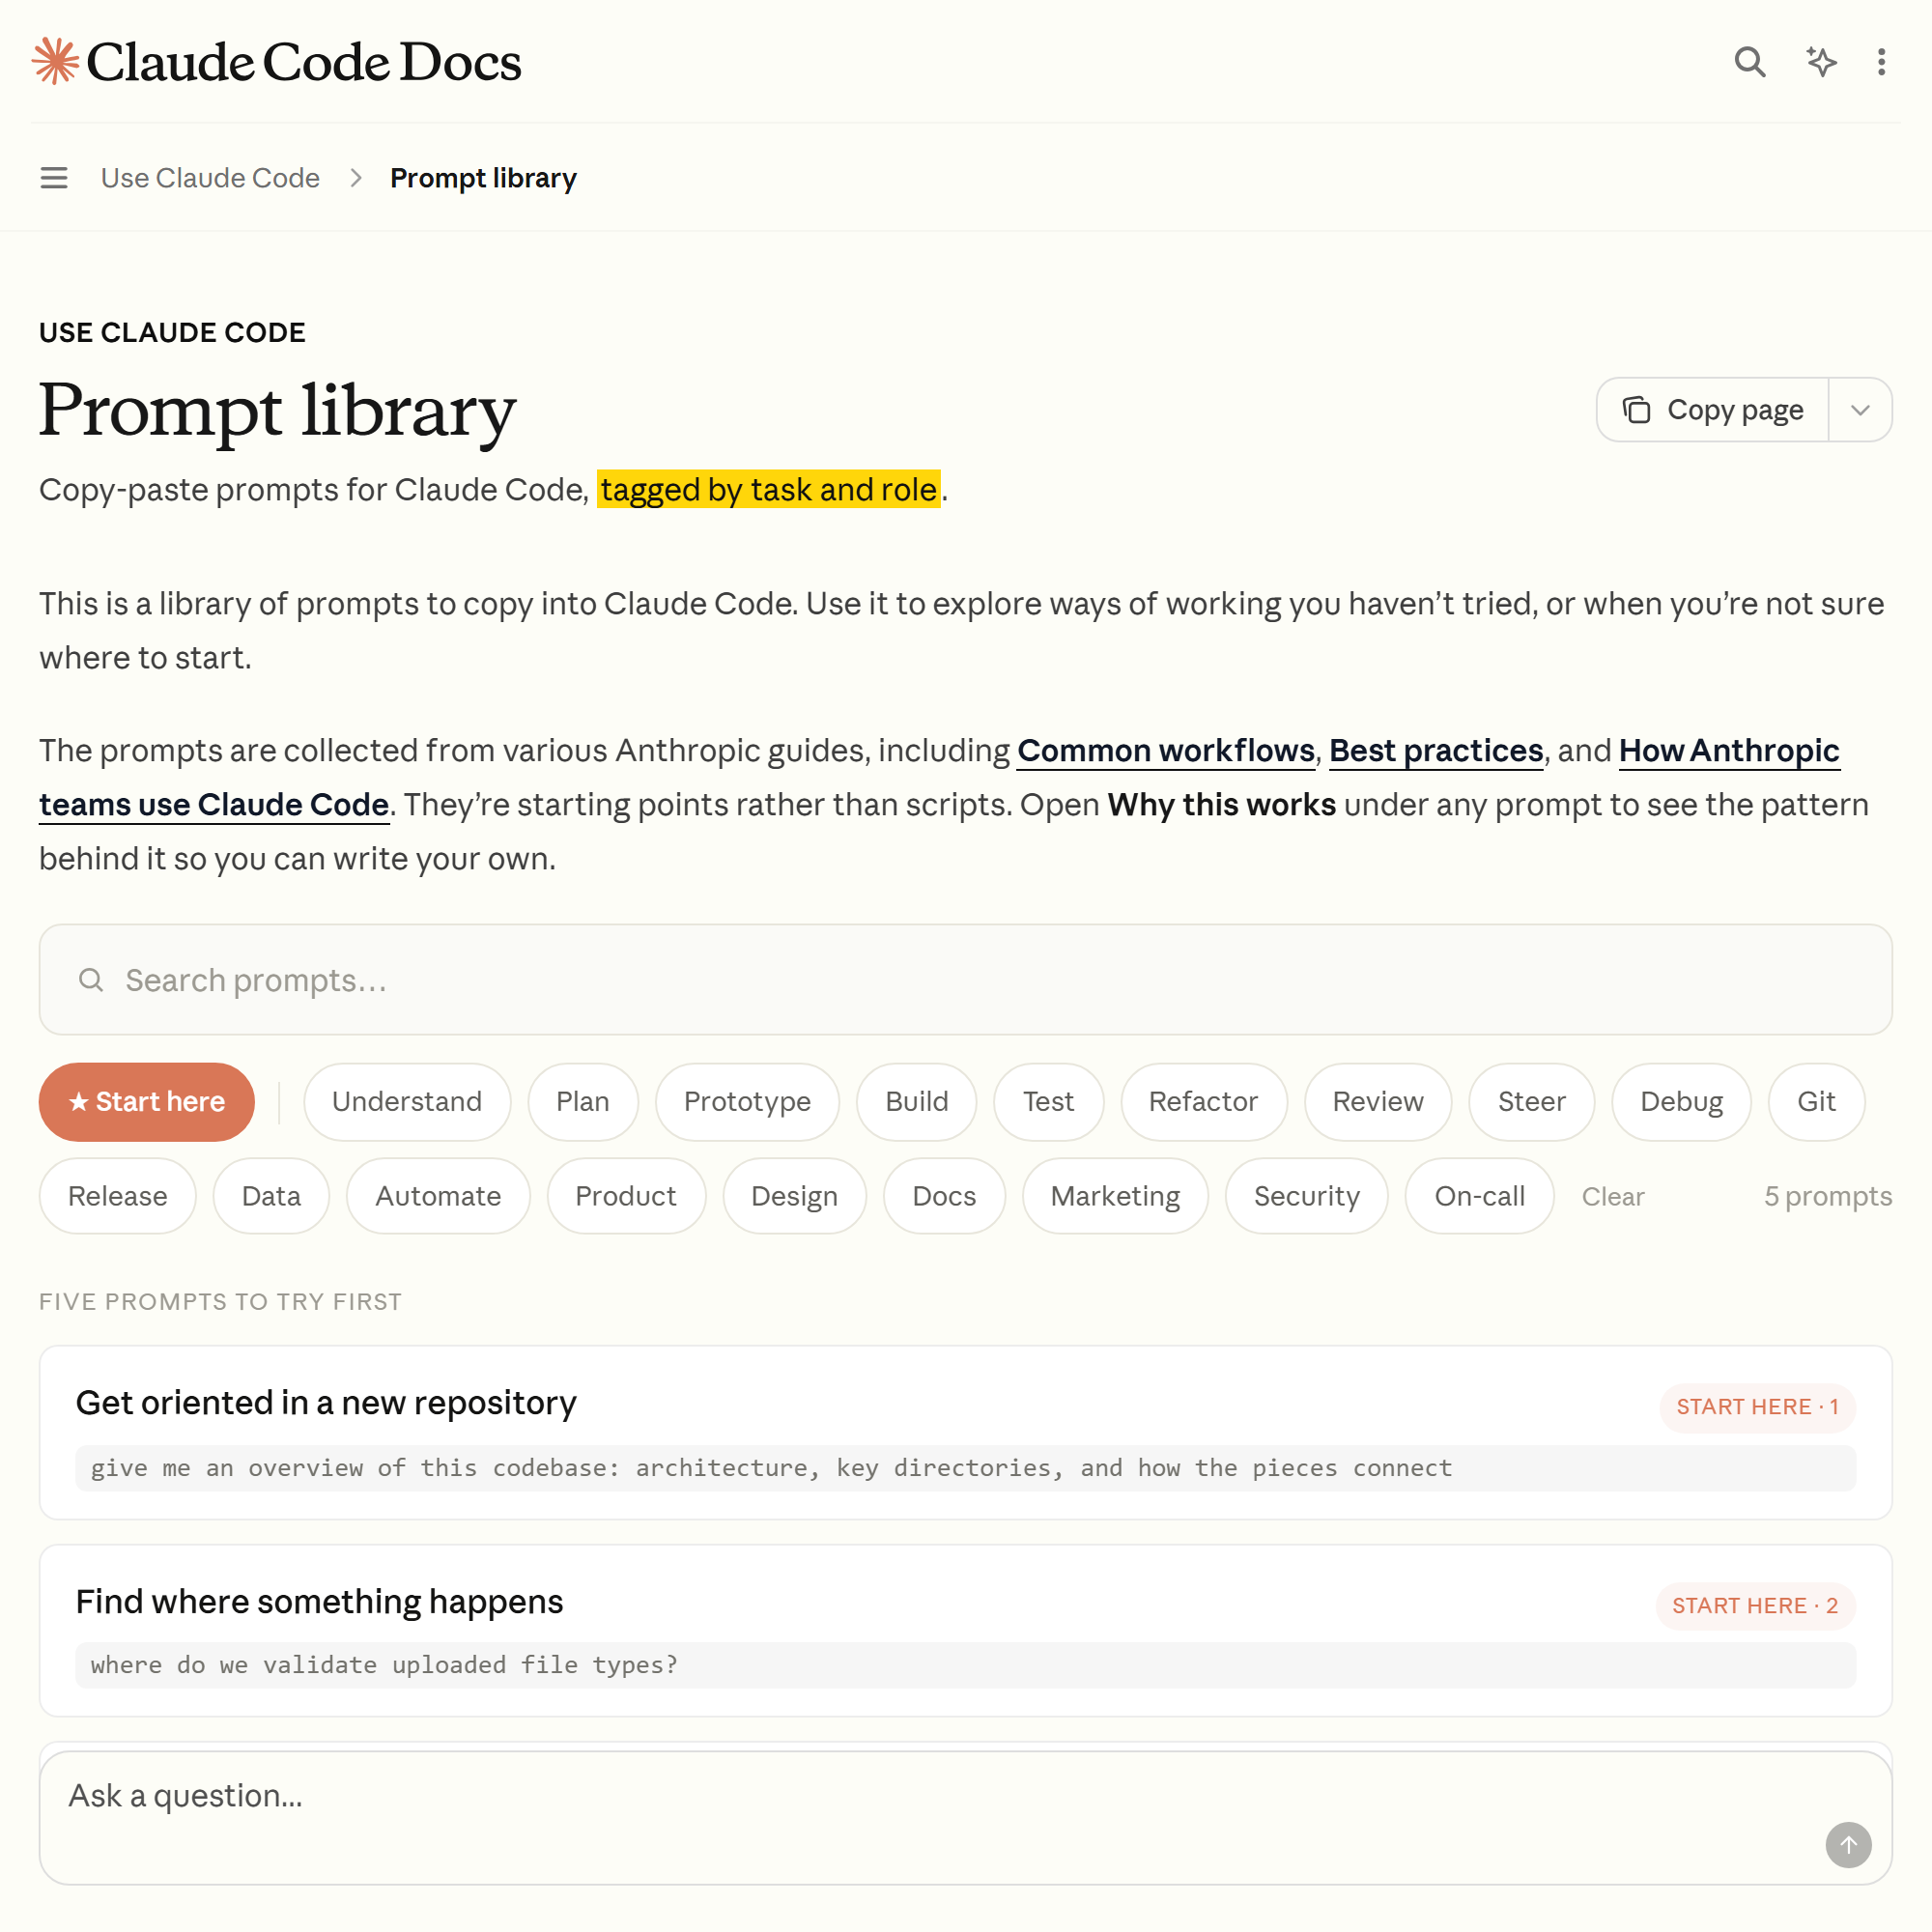 Claude Code Docs
Use Claude Code > Prompt library
USE CLAUDE CODE
Prompt library
Copy page
Copy-paste prompts for Claude Code, tagged by task and role.
This is a library of prompts to copy into Claude Code. Use it to explore ways of working you haven’t tried, or when you’re not sure
where to start.
The prompts are collected from various Anthropic guides, including Common workflows, Best practices, and How Anthropic
teams use Claude Code. They’re starting points rather than scripts. Open Why this works under any prompt to see the pattern
behind it so you can write your own.
Search prompts…
★ Start here Understand Plan Prototype Build Test Refactor Review Steer Debug Git
Release Data Automate Product Design Docs Marketing Security On-call Clear 5 prompts
FIVE PROMPTS TO TRY FIRST
Get oriented in a new repository START HERE · 1
give me an overview of this codebase: architecture, key directories, and how the pieces connect
Find where something happens START HERE · 2
where do we validate uploaded file types?
Ask a question...